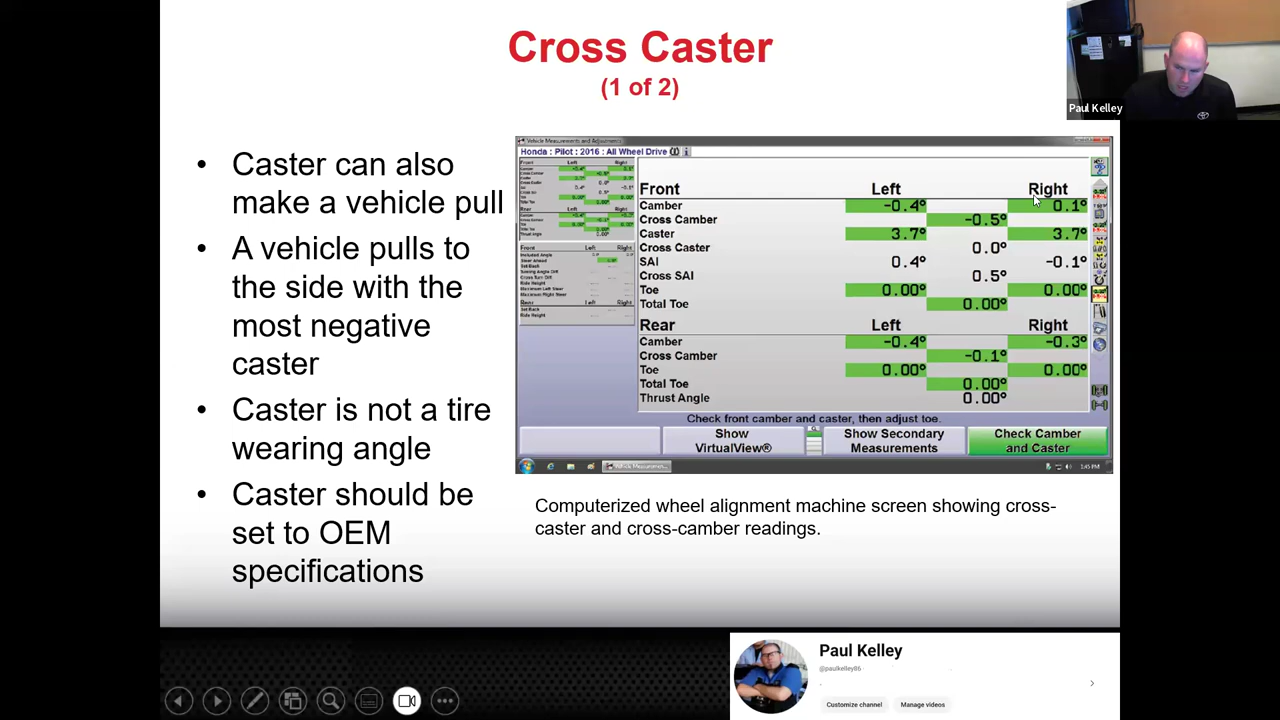 Cross Caster
(1 of 2)
Paul Kelley
• Caster can also
make a vehicle pull
• A vehicle pulls to
the side with the
most negative
caster
• Caster is not a tire
wearing angle
• Caster should be
set to OEM
specifications
Vehicle Measurements and Adjustments
Honda : Pilot : 2016 : All Wheel Drive
Front Left Right
Camber -0.4° 0.1°
Cross Camber -0.5°
Caster 3.7° 3.7°
Cross Caster 0.0°
SAI 0.4° -0.1°
Cross SAI 0.5°
Toe 0.00° 0.00°
Total Toe 0.00°
Rear Left Right
Camber -0.4° -0.3°
Cross Camber -0.1°
Toe 0.00° 0.00°
Total Toe 0.00°
Thrust Angle 0.00°
Check front camber and caster, then adjust toe.
Show
VirtualView®
Show Secondary
Measurements
Check Camber
and Caster
Computerized wheel alignment machine screen showing cross-
caster and cross-camber readings.
Paul Kelley
@paulkelley86
Customize channel Manage videos